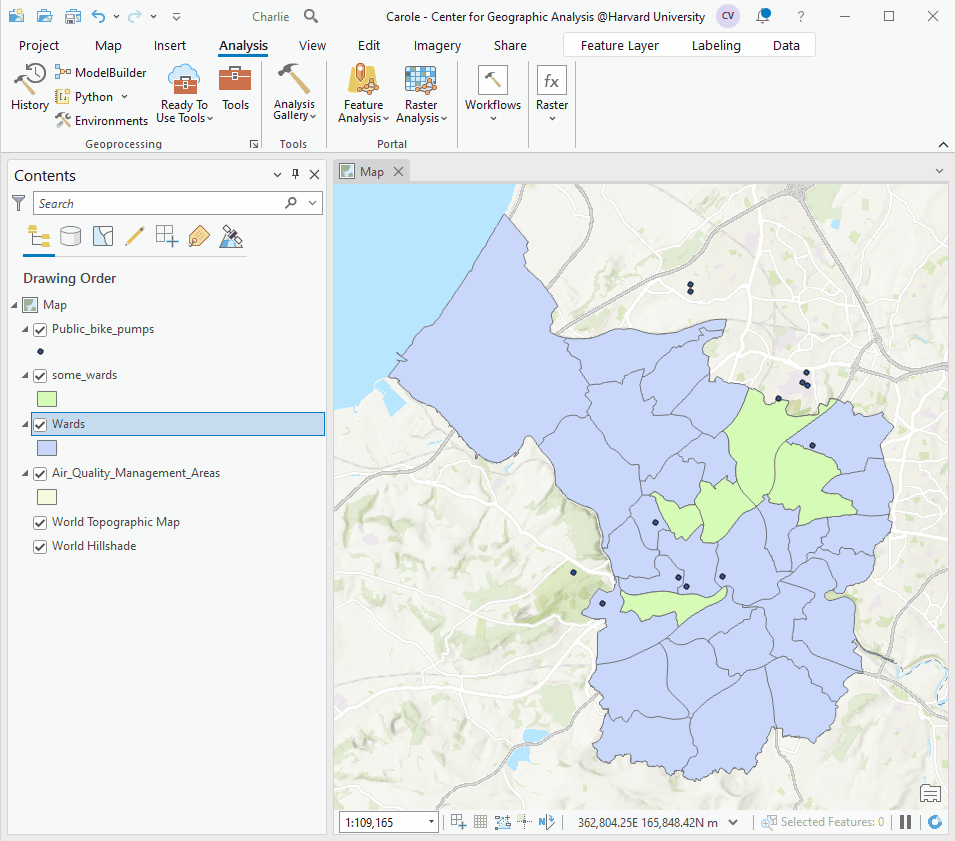 Charlie
Carole - Center for Geographic Analysis @Harvard University
CV
?
Project Map Insert Analysis View Edit Imagery Share Feature Layer Labeling Data
History
ModelBuilder
Python
Environments
Ready To
Use Tools
Tools
Geoprocessing
Analysis
Gallery
Tools
Feature
Analysis
Raster
Analysis
Portal
Workflows
fx
Raster
Contents
Search
Drawing Order
Map
Public_bike_pumps
some_wards
Wards
Air_Quality_Management_Areas
World Topographic Map
World Hillshade
Map
1:109,165
N
362,804.25E 165,848.42N m
Selected Features: 0